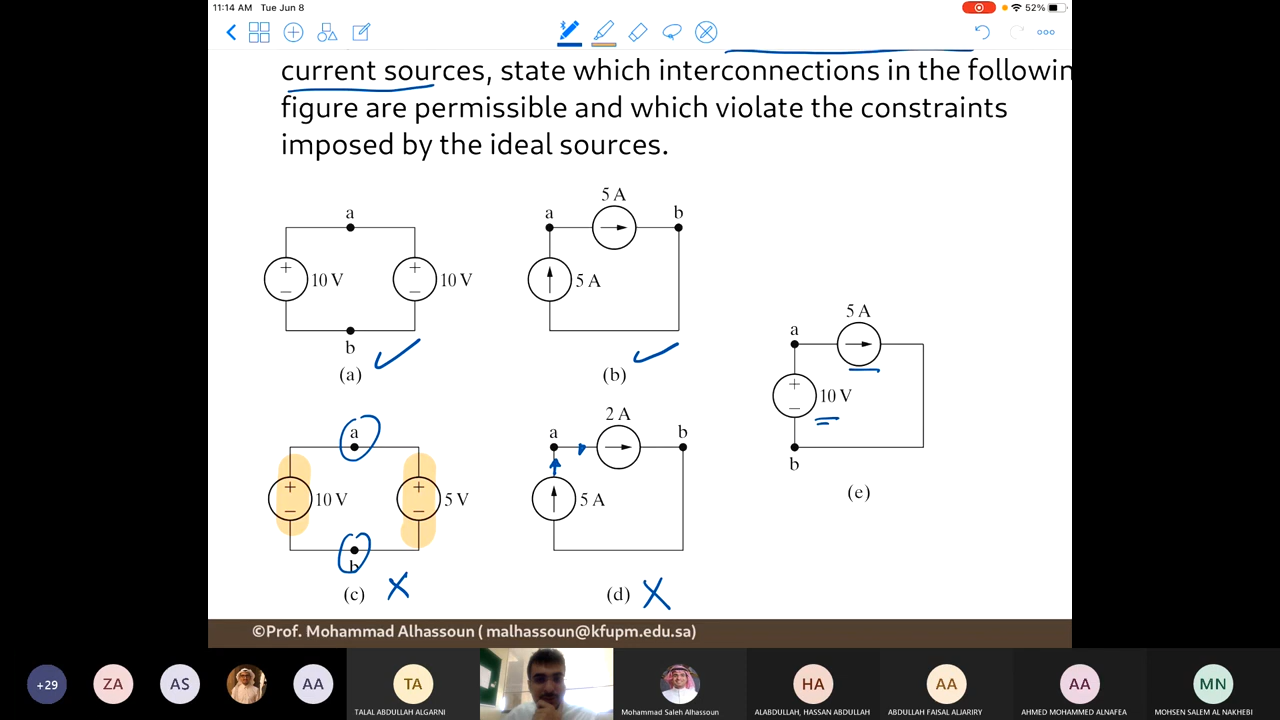 11:14 AM Tue Jun 8
52%
current sources, state which interconnections in the followin
figure are permissible and which violate the constraints
imposed by the ideal sources.
a
10 V
10 V
b
(a)
5 A
a
b
5 A
(b)
5 A
a
10 V
b
(e)
a
10 V
5 V
b
(c)
2 A
a
b
5 A
(d)
©Prof. Mohammad Alhassoun ( malhassoun@kfupm.edu.sa)
+29
ZA
AS
AA
TA
HA
AA
AA
MN
TALAL ABDULLAH ALGARNI
Mohammad Saleh Alhassoun
ALABDULLAH, HASSAN ABDULLAH
ABDULLAH FAISAL ALJARIRY
AHMED MOHAMMED ALNAFEA
MOHSEN SALEM AL NAKHEBI